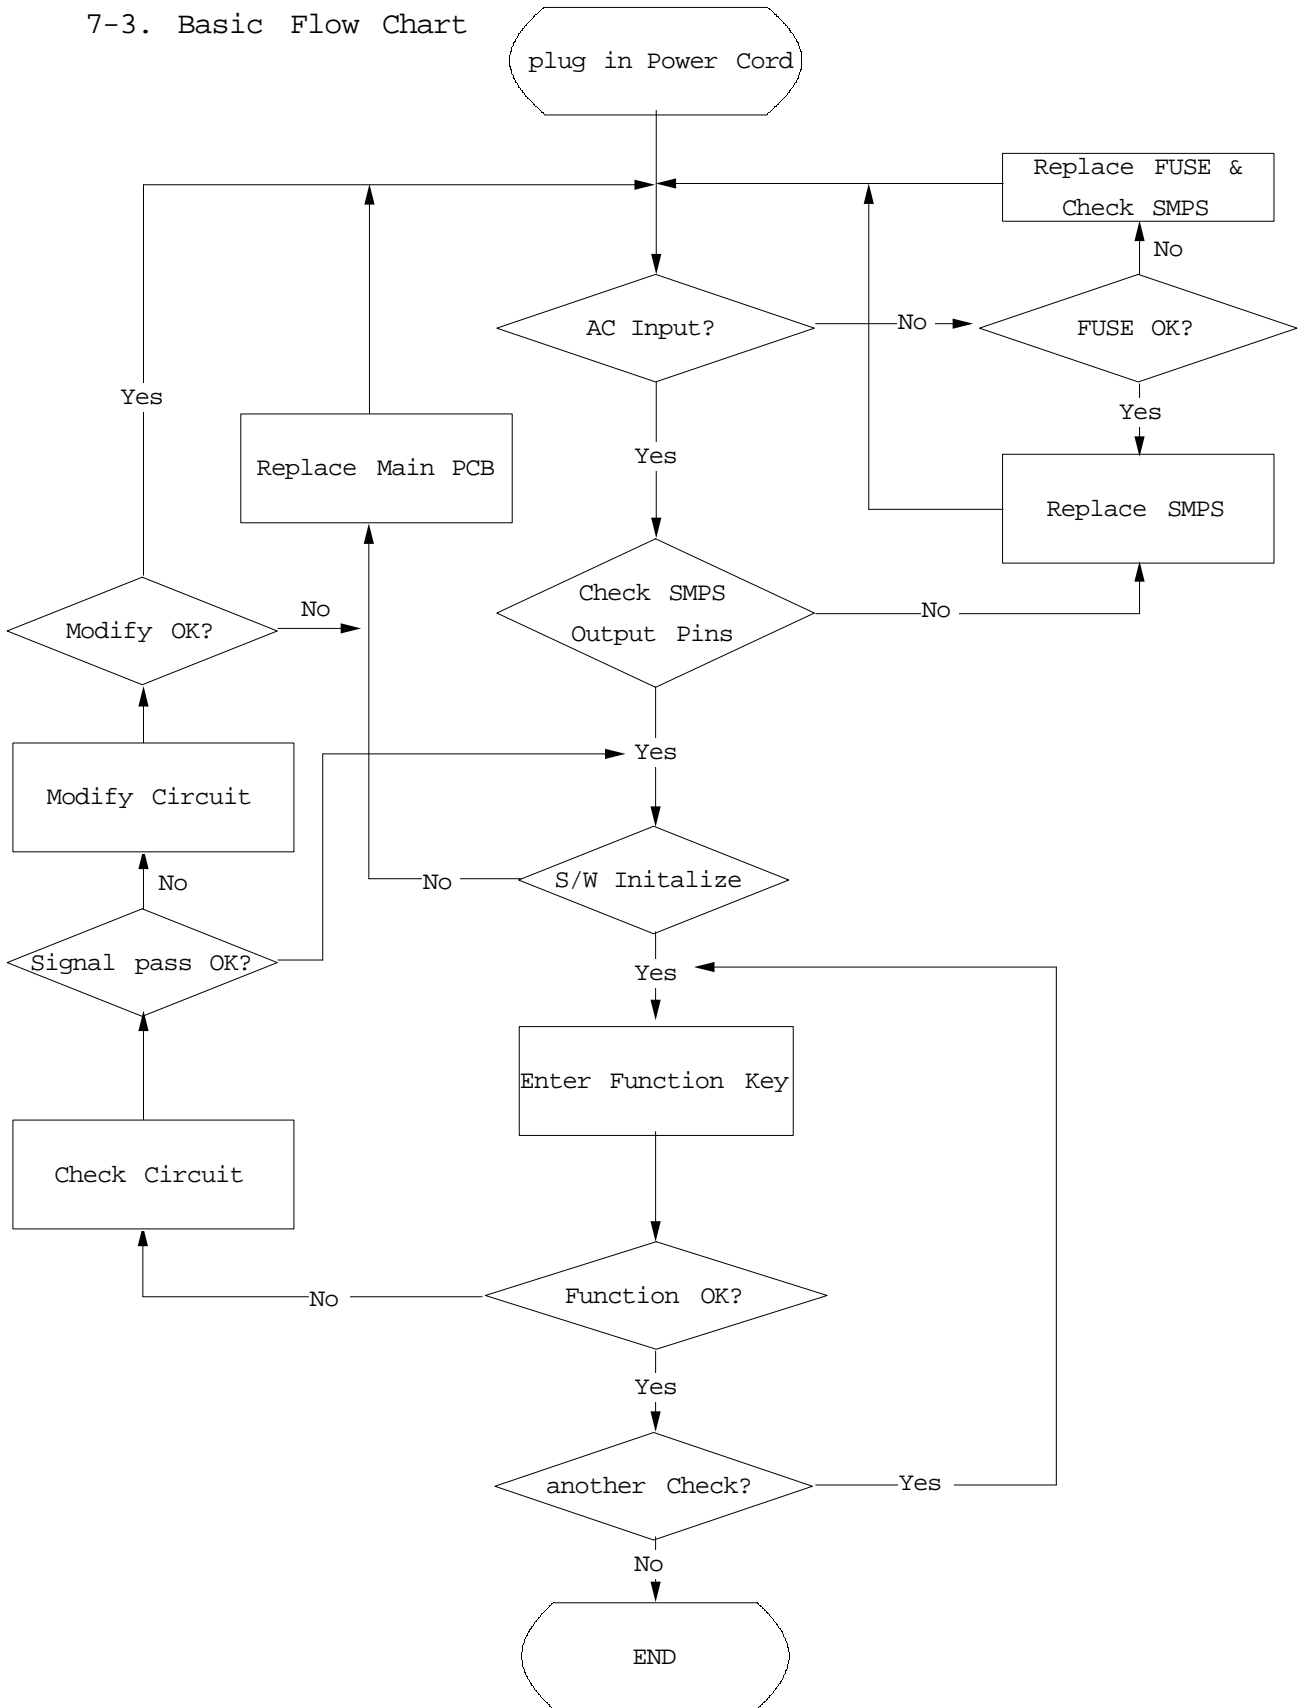 7-3. Basic Flow Chart
plug in Power Cord
Replace FUSE &
Check SMPS
No
AC Input?
No
FUSE OK?
Yes
Yes
Replace Main PCB
Yes
Replace SMPS
Check SMPS
Output Pins
No
Modify OK?
No
Yes
Modify Circuit
S/W Initalize
No
No
Signal pass OK?
Yes
Enter Function Key
Check Circuit
Function OK?
No
Yes
another Check?
Yes
No
END